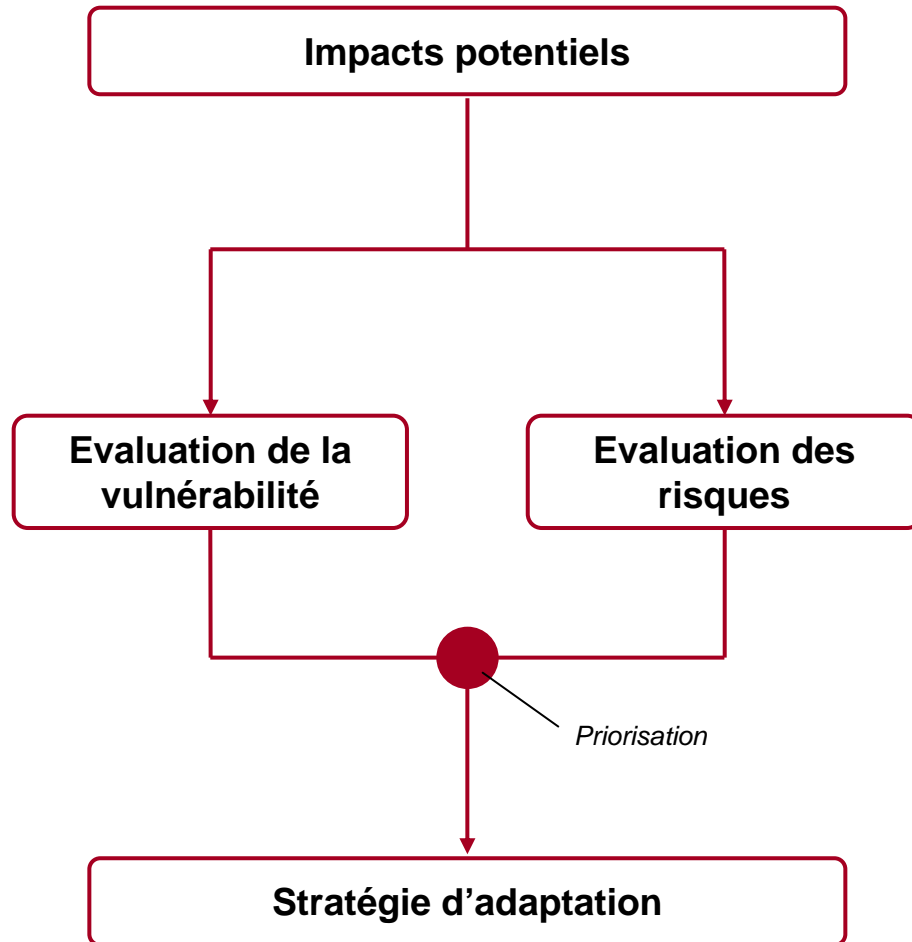 Impacts potentiels
Evaluation de la
vulnérabilité
Evaluation des
risques
Priorisation
Stratégie d’adaptation